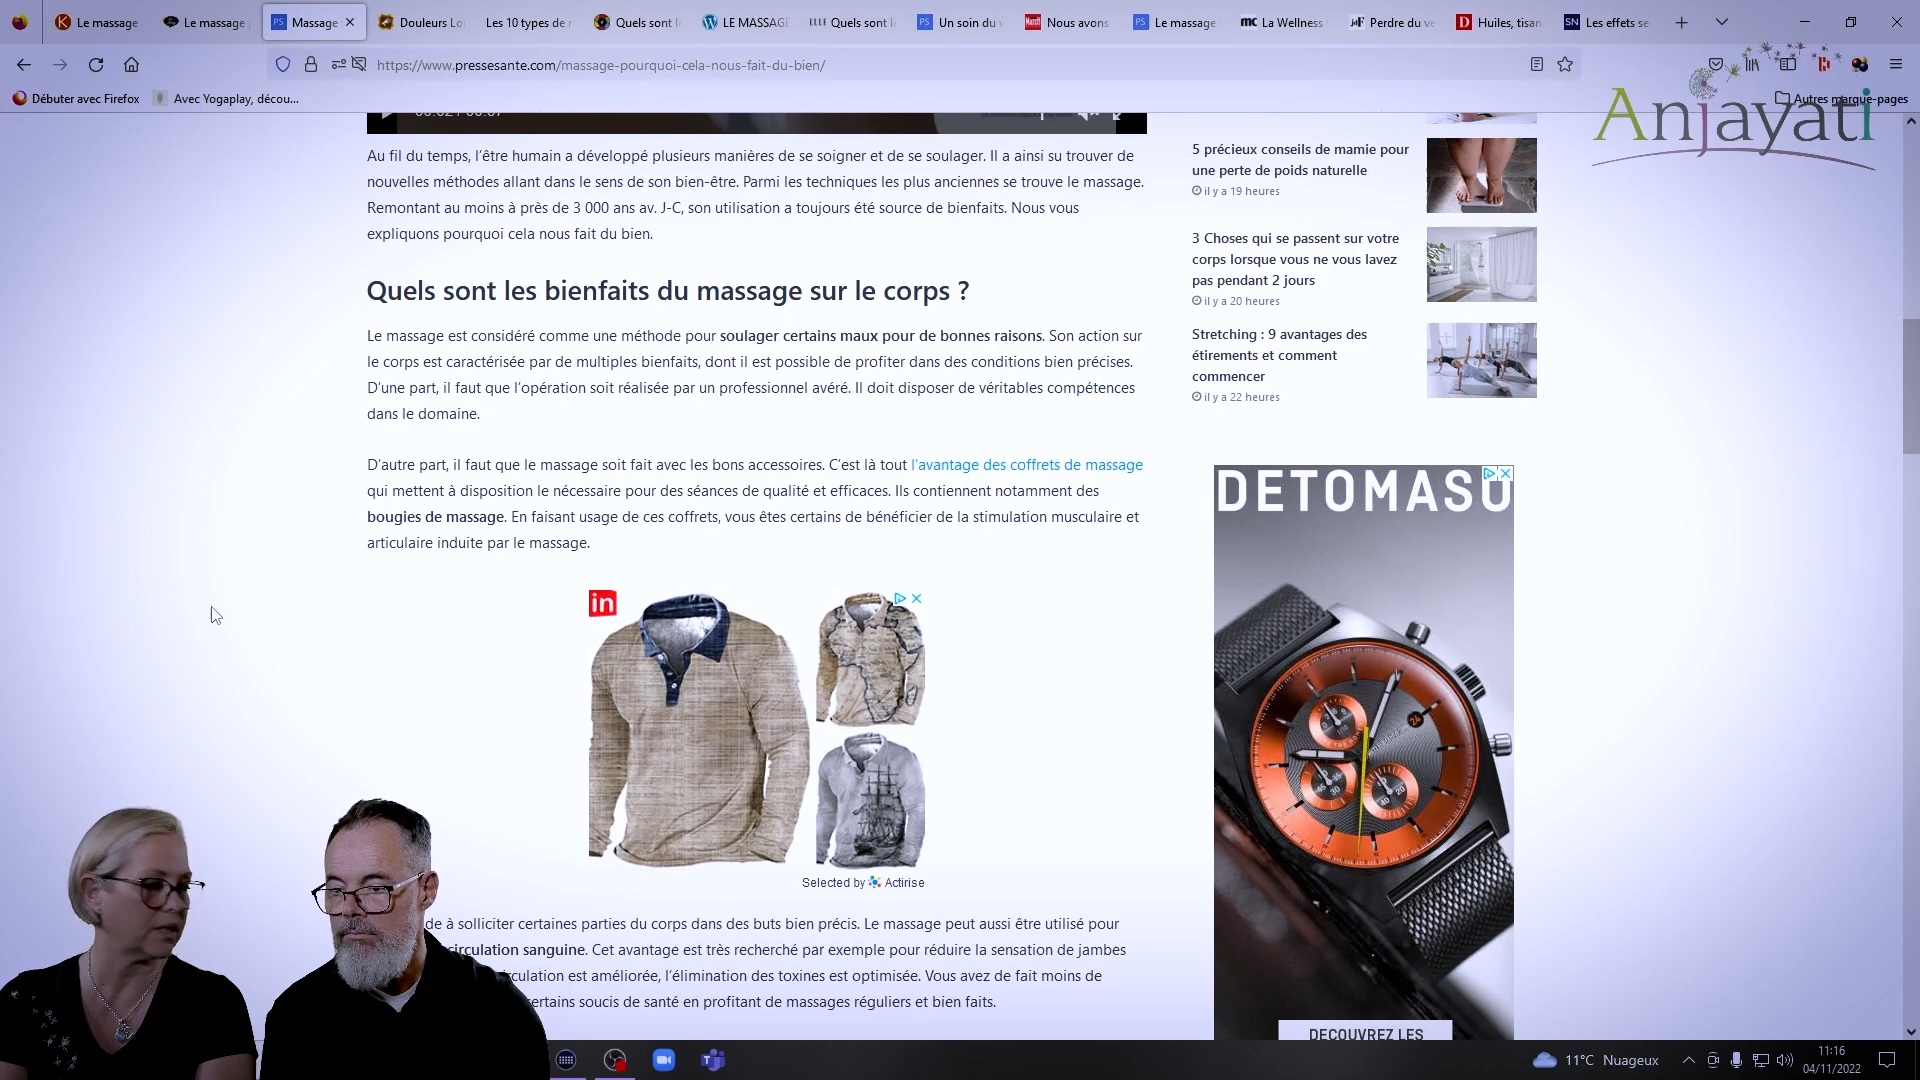 Le massage
Le massage
Massage
Douleurs Lo
Les 10 types de
Quels sont l
LE MASSAGE
Quels sont l
Un soin du v
Nous avons
Le massage
La Wellness
Perdre du ve
Huiles, tisan
Les effets se
https://www.pressesante.com/massage-pourquoi-cela-nous-fait-du-bien/
Débuter avec Firefox
Avec Yogaplay, décou...
Autres marque-pages
Anjayati
Au fil du temps, l'être humain a développé plusieurs manières de se soigner et de se soulager. Il a ainsi su trouver de
nouvelles méthodes allant dans le sens de son bien-être. Parmi les techniques les plus anciennes se trouve le massage.
Remontant au moins à près de 3 000 ans av. J-C, son utilisation a toujours été source de bienfaits. Nous vous
expliquons pourquoi cela nous fait du bien.
Quels sont les bienfaits du massage sur le corps ?
Le massage est considéré comme une méthode pour soulager certains maux pour de bonnes raisons. Son action sur
le corps est caractérisée par de multiples bienfaits, dont il est possible de profiter dans des conditions bien précises.
D'une part, il faut que l'opération soit réalisée par un professionnel avéré. Il doit disposer de véritables compétences
dans le domaine.
D'autre part, il faut que le massage soit fait avec les bons accessoires. C'est là tout l'avantage des coffrets de massage
qui mettent à disposition le nécessaire pour des séances de qualité et efficaces. Ils contiennent notamment des
bougies de massage. En faisant usage de ces coffrets, vous êtes certains de bénéficier de la stimulation musculaire et
articulaire induite par le massage.
in
Selected by Actirise
de à solliciter certaines parties du corps dans des buts bien précis. Le massage peut aussi être utilisé pour
circulation sanguine. Cet avantage est très recherché par exemple pour réduire la sensation de jambes
rculation est améliorée, l'élimination des toxines est optimisée. Vous avez de fait moins de
ertains soucis de santé en profitant de massages réguliers et bien faits.
5 précieux conseils de mamie pour
une perte de poids naturelle
il y a 19 heures
3 Choses qui se passent sur votre
corps lorsque vous ne vous lavez
pas pendant 2 jours
il y a 20 heures
Stretching : 9 avantages des
étirements et comment
commencer
il y a 22 heures
DETOMASO
24
DECOUVREZ LES
11°C Nuageux
11:16
04/11/2022